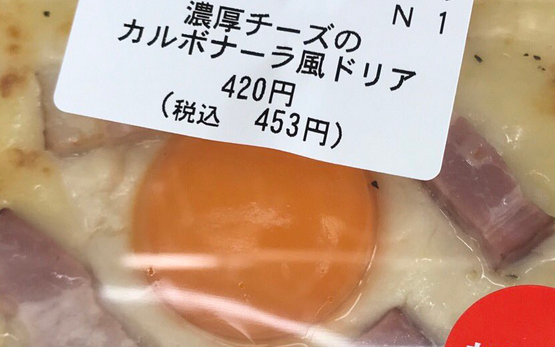 N 1
濃厚チーズの
カルボナーラ風ドリア
420円
(税込 453円)